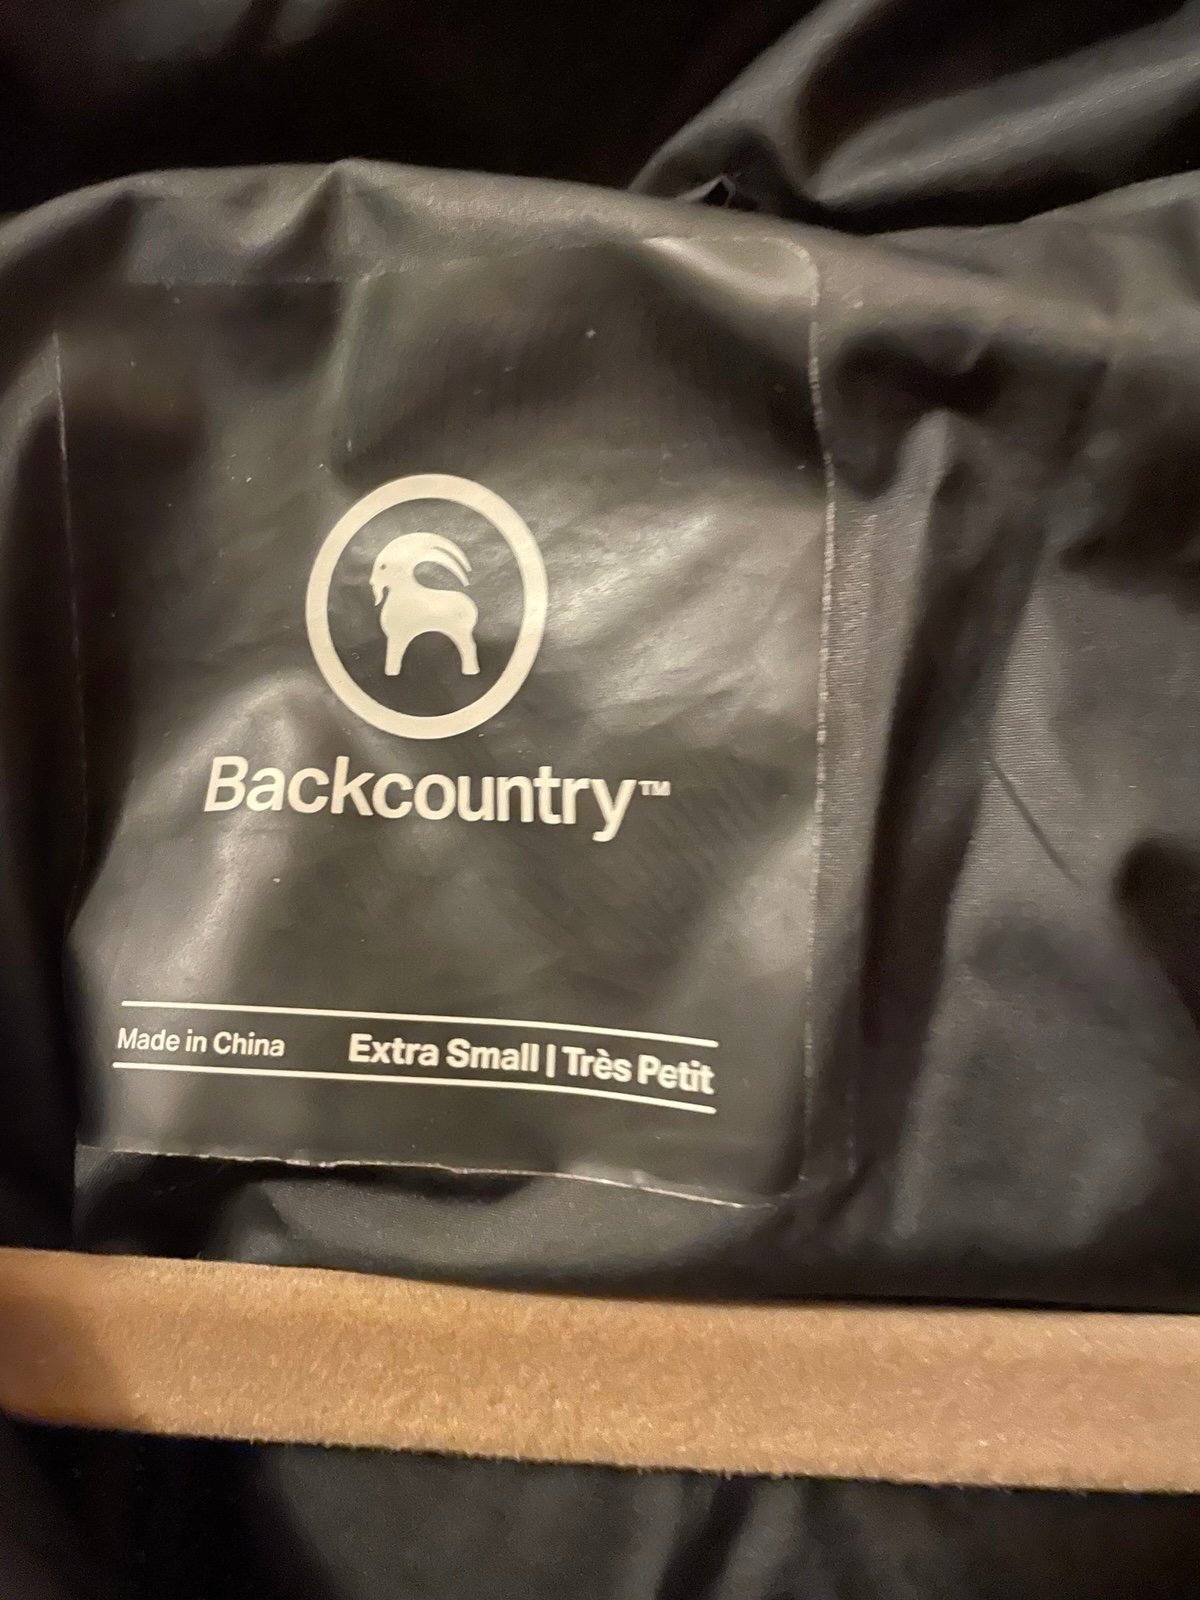 Backcountry™
Made in China Extra Small | Très Petit